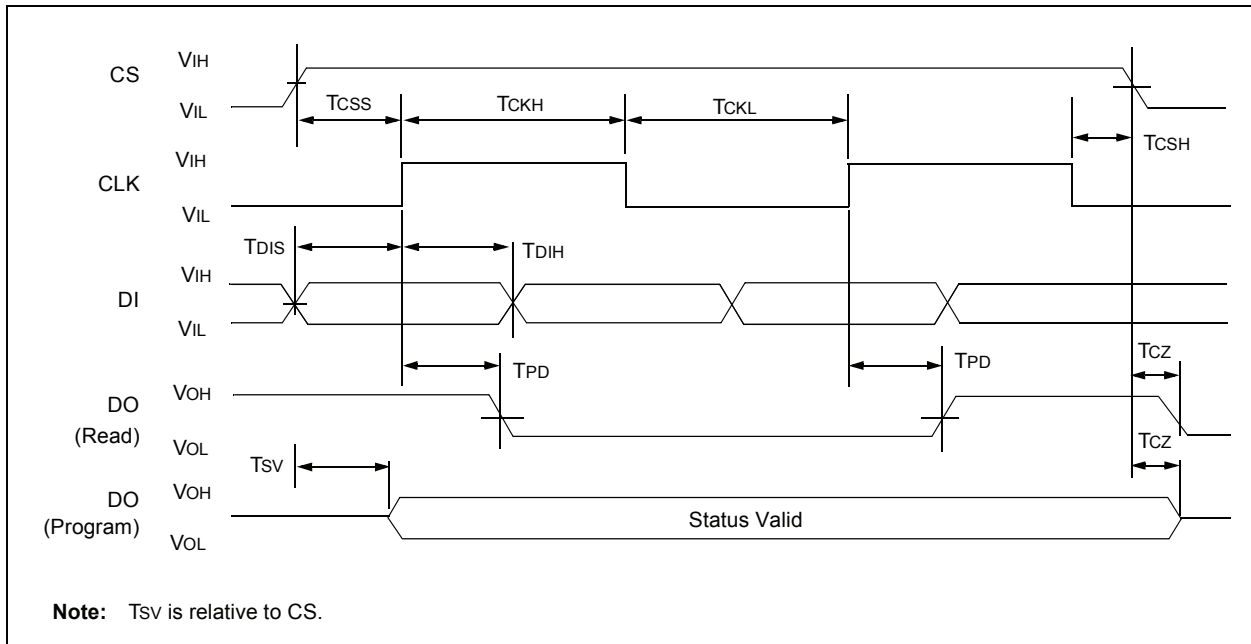 CS
VIH
VIL
TCSS
TCKH
TCKL
TCSH
CLK
VIH
VIL
TDIS
TDIH
DI
VIH
VIL
TPD
TPD
TCZ
DO
(Read)
VOH
VOL
TSV
TCZ
DO
(Program)
VOH
VOL
Status Valid
Note: TSV is relative to CS.